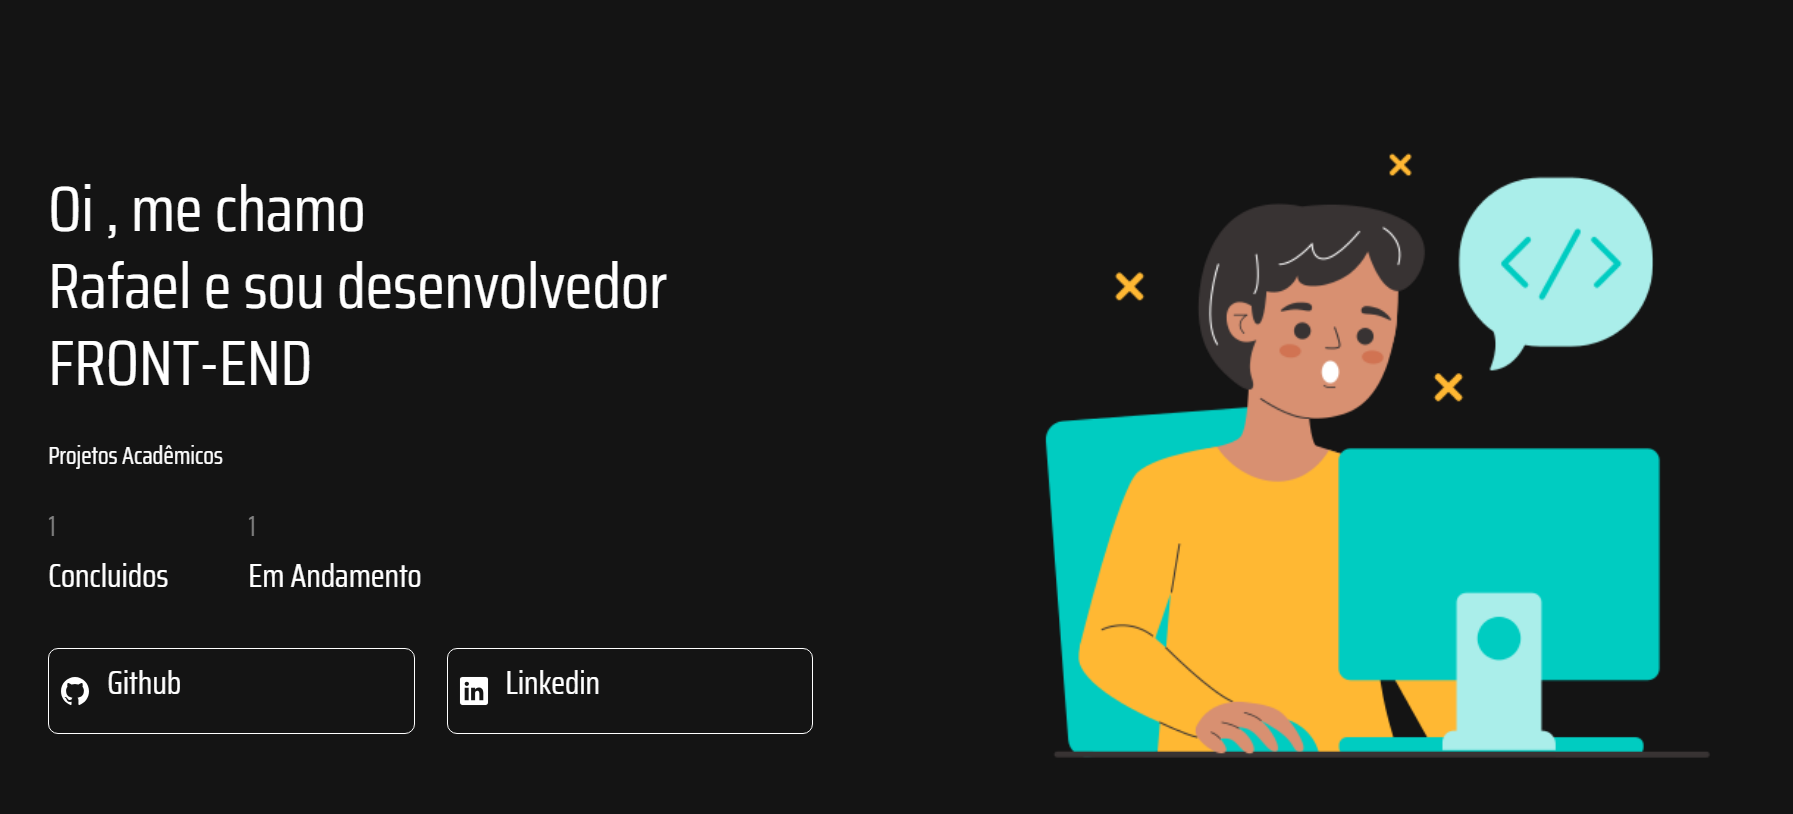 Oi , me chamo
Rafael e sou desenvolvedor
FRONT-END
Projetos Acadêmicos
1 1
Concluidos Em Andamento
Github Linkedin
</>